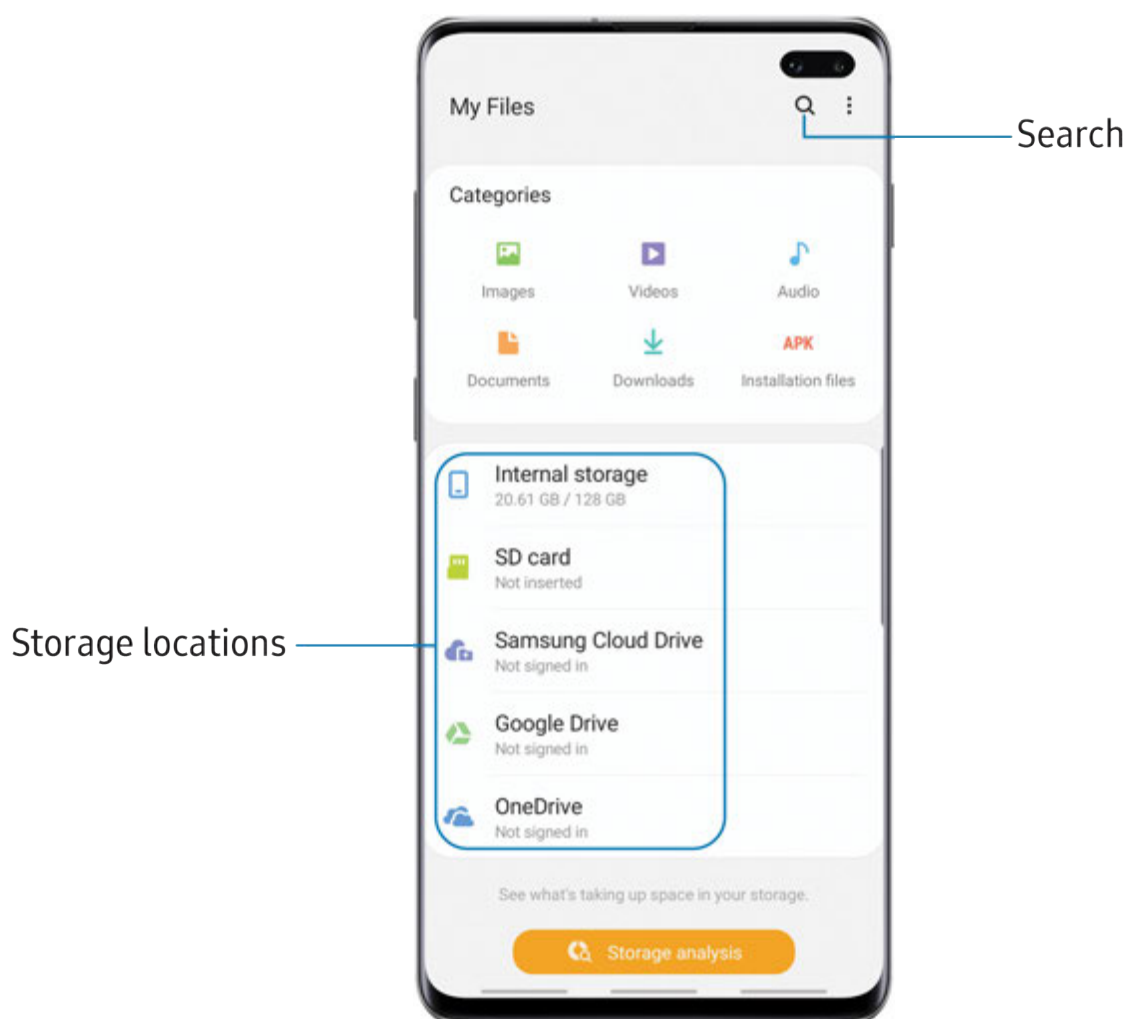 My Files
Search
Categories
Images Videos Audio
APK
Documents Downloads Installation files
Internal storage
20.61 GB / 128 GB
SD card
Not inserted
Storage locations
Samsung Cloud Drive
Not signed in
Google Drive
Not signed in
OneDrive
Not signed in
See what's taking up space in your storage.
Storage analysis